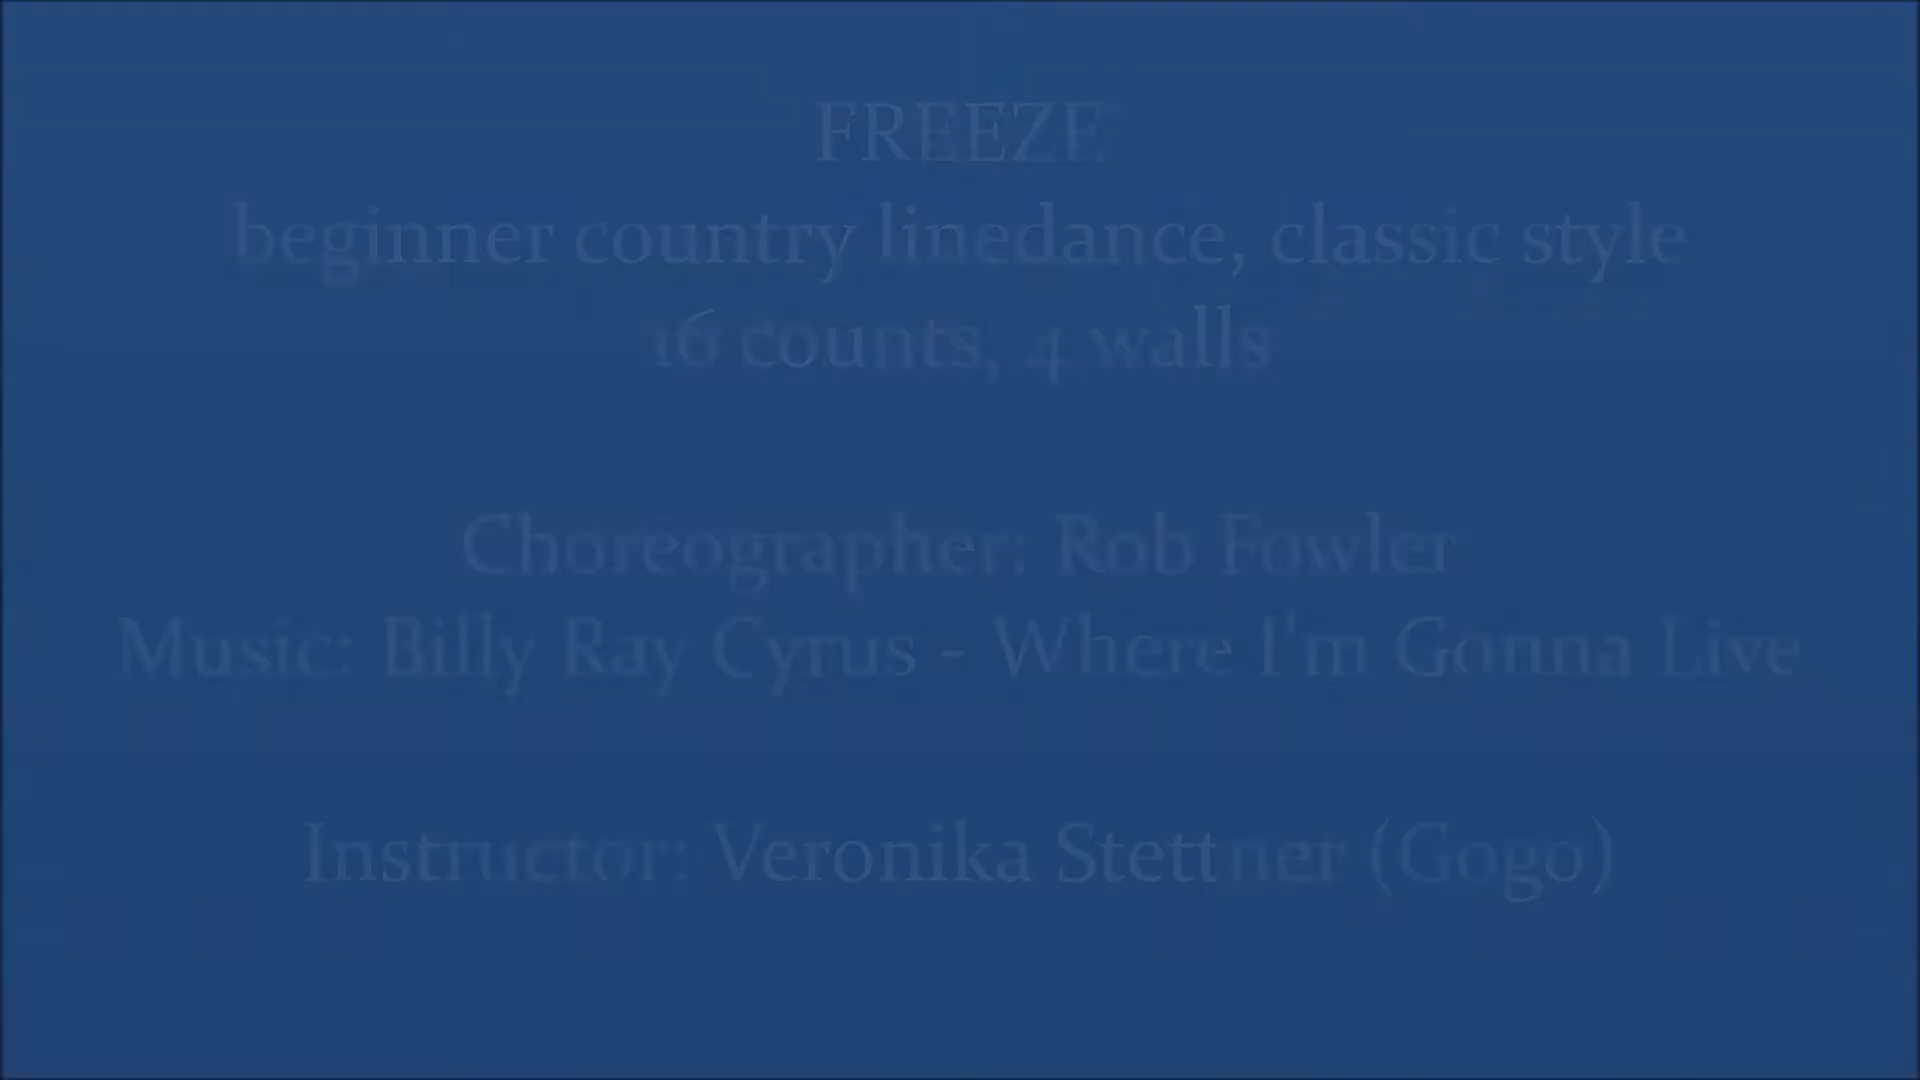 FREEZE
beginner country linedance, classic style
16 counts, 4 walls
Choreographer: Rob Fowler
Music: Billy Ray Cyrus - Where I'm Gonna Live
Instructor: Veronika Stettner (Gogo)